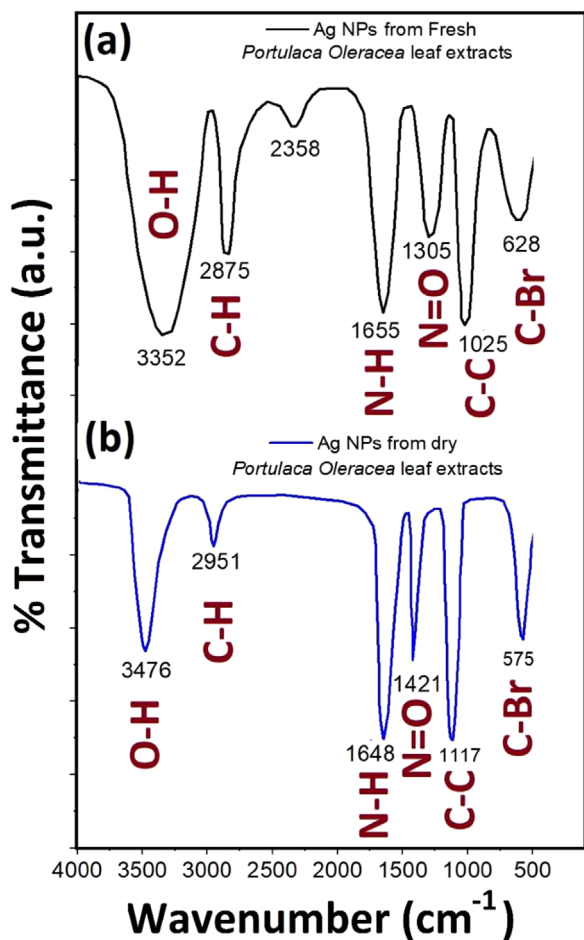 (a)
Ag NPs from Fresh
Portulaca Oleracea leaf extracts
O-H
3352
2875
C-H
2358
1655
N-H
1305
N=O
1025
C-C
628
C-Br
(b)
Ag NPs from dry
Portulaca Oleracea leaf extracts
3476
O-H
2951
C-H
1648
N-H
1421
N=O
1117
C-C
575
C-Br
% Transmittance (a.u.)
4000 3500 3000 2500 2000 1500 1000 500
Wavenumber (cm⁻¹)